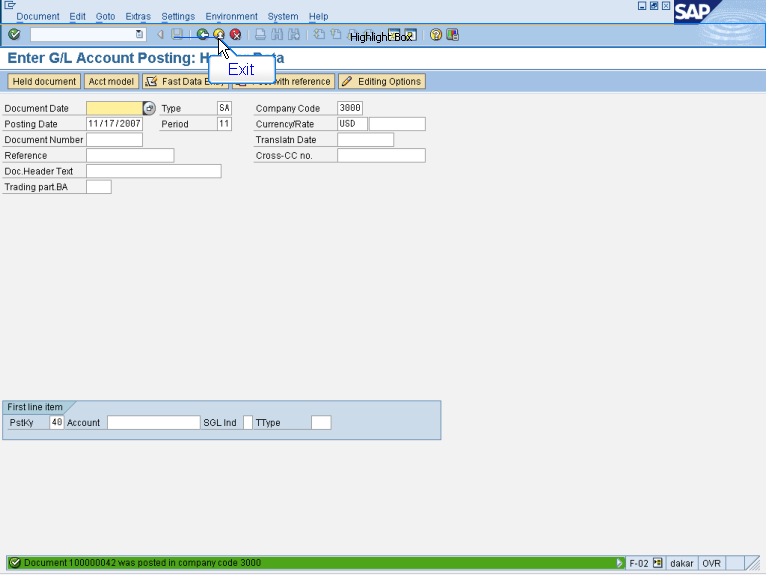 Document Edit Goto Extras Settings Environment System Help
SAP
Highlight Box
Enter G/L Account Posting: H ta
Exit
Held document Acct model Fast Data Ent with reference Editing Options
Document Date Type SA Company Code 3000
Posting Date 11/17/2007 Period 11 Currency/Rate USD
Document Number Translatn Date
Reference Cross-CC no.
Doc.Header Text
Trading part.BA
First line item
PstKy 40 Account SGL Ind TType
Document 100000042 was posted in company code 3000 F-02 dakar OVR